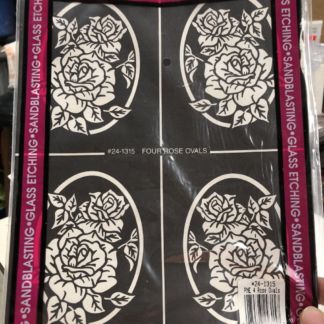 GLASS ETCHING • SANDBLASTING • GLASS ETCHING • SANDBLASTING
SANDBLASTING • GLASS ETCHING • SANDBLASTING • GLASS ETCHING
#24-1315 FOUR ROSE OVALS
*24-1315
PNE 4 Rose Ovals